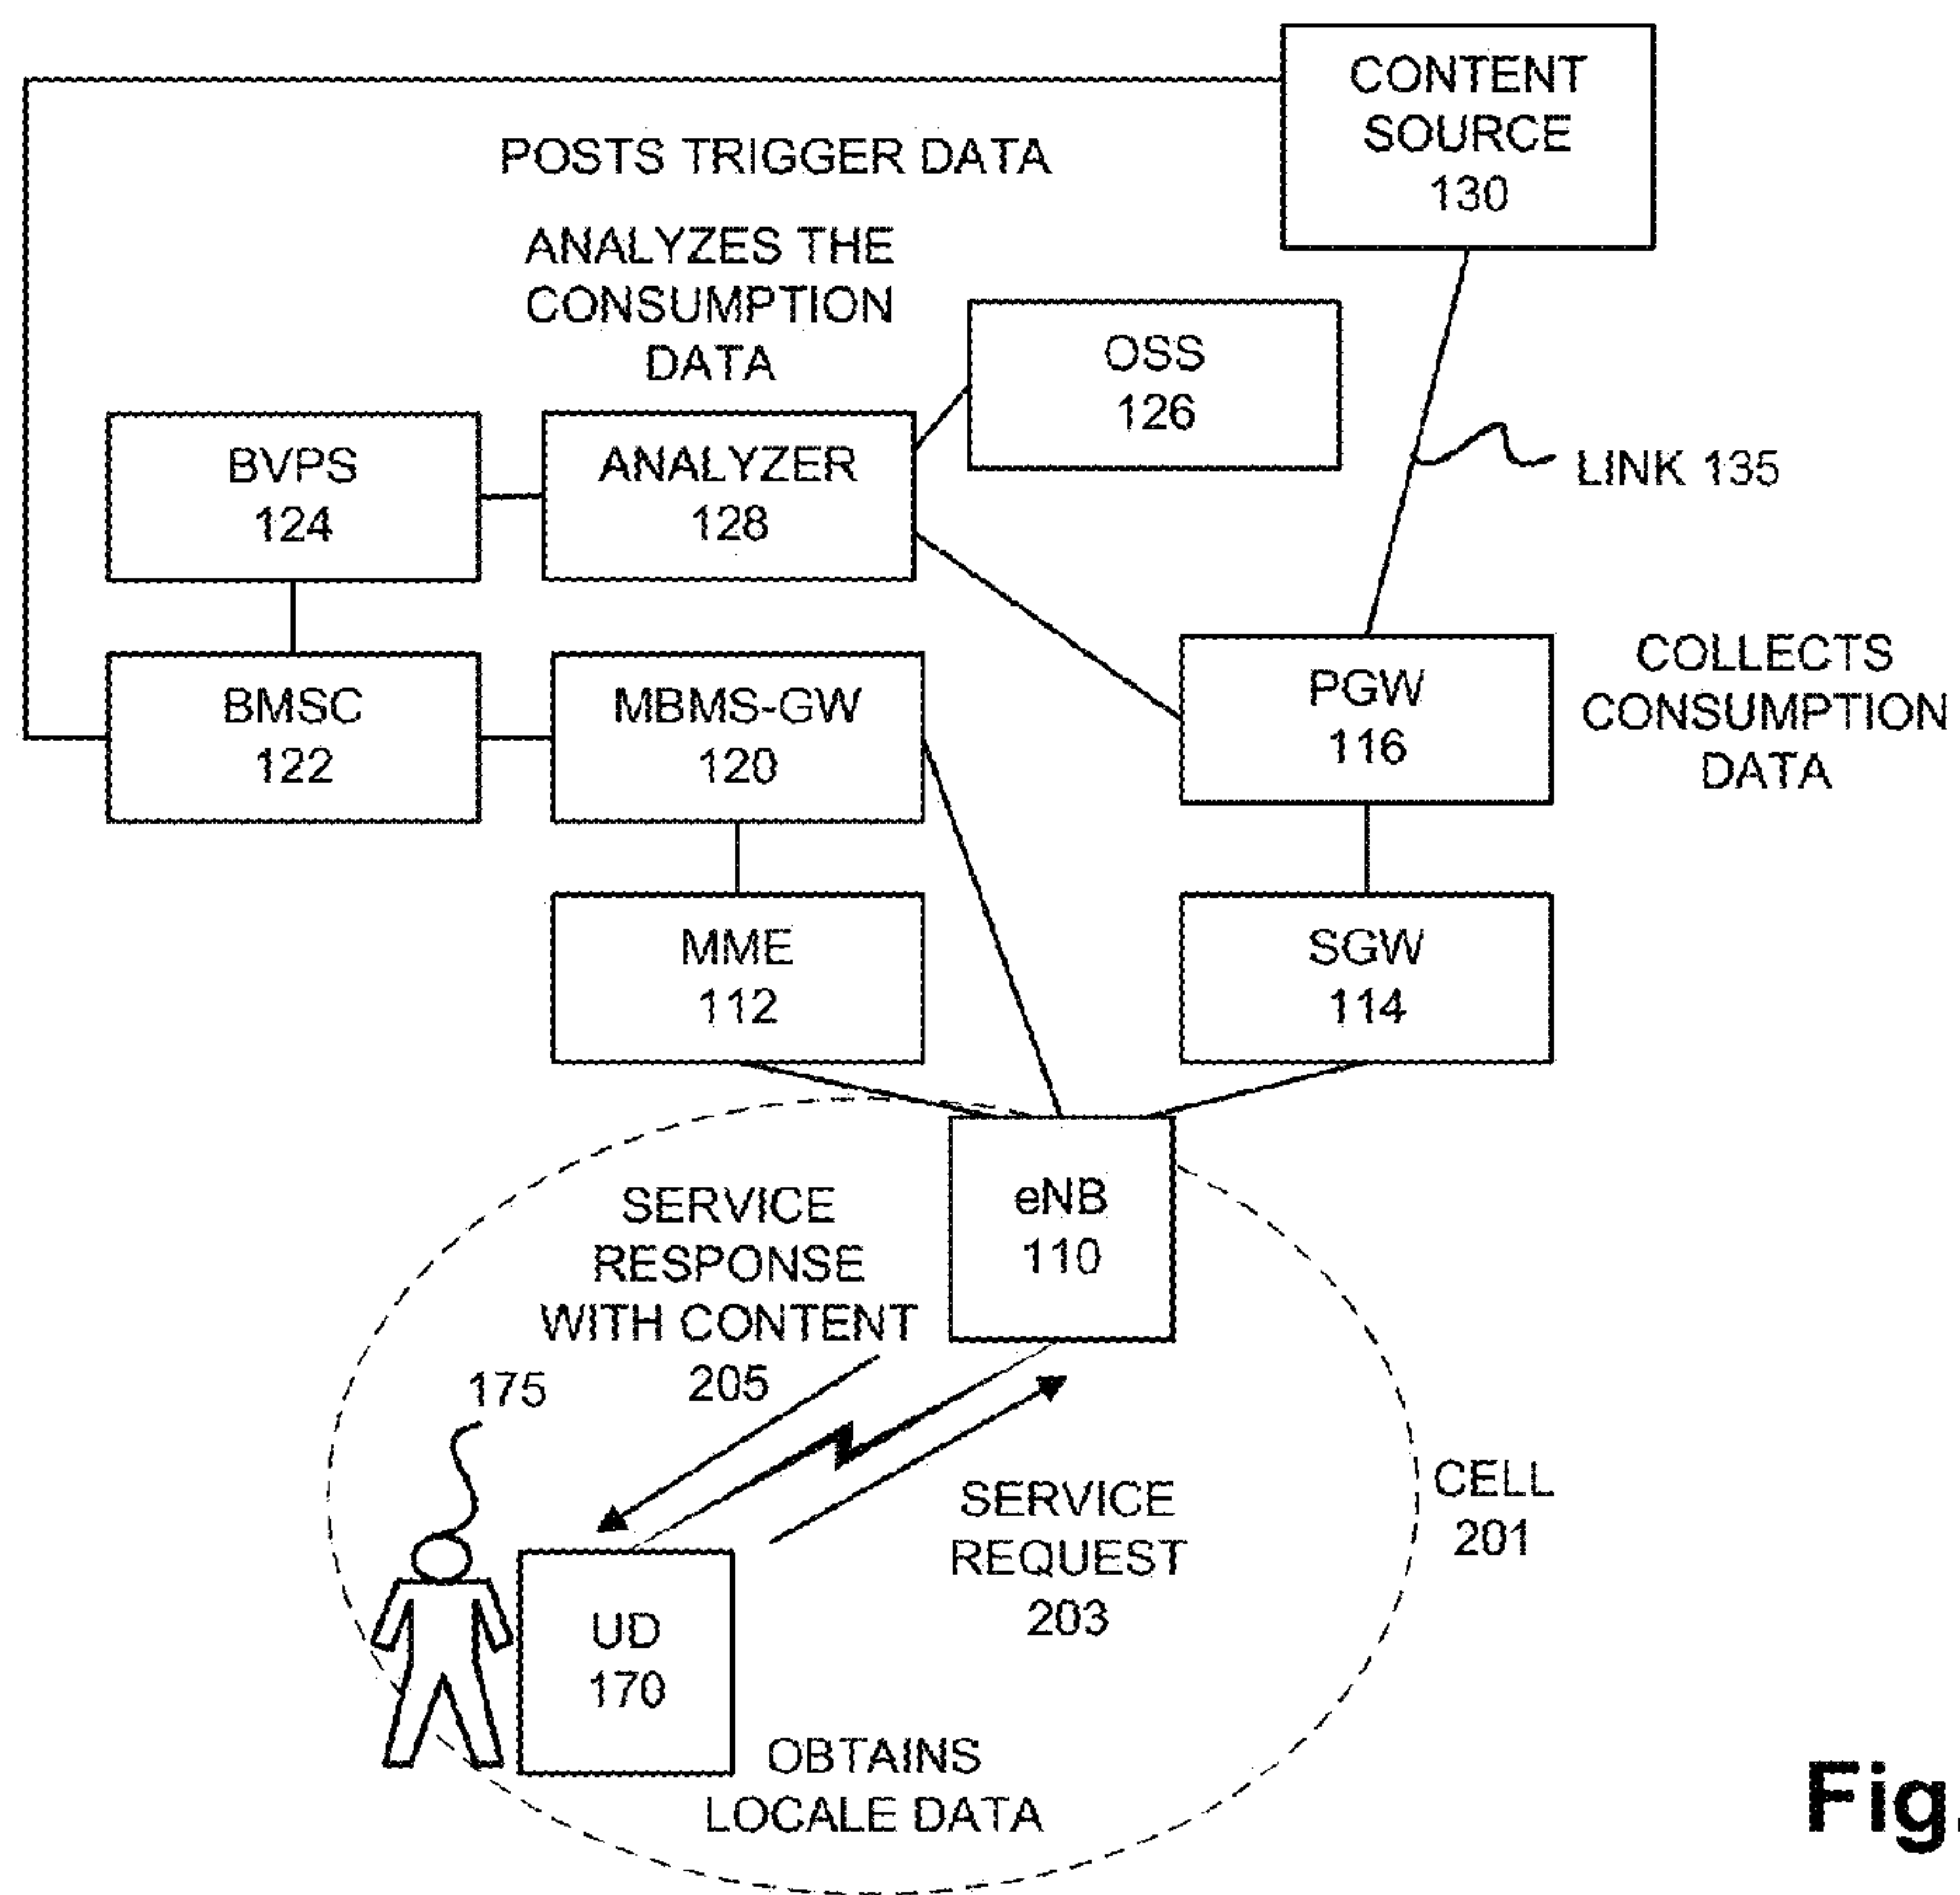 CONTENT
SOURCE
130
POSTS TRIGGER DATA
ANALYZES THE
CONSUMPTION
DATA
OSS
126
BVPS
124
ANALYZER
128
LINK 135
BMSC
122
MBMS-GW
120
PGW
116
COLLECTS
CONSUMPTION
DATA
MME
112
SGW
114
eNB
110
SERVICE
RESPONSE
WITH CONTENT
205
175
SERVICE
REQUEST
203
CELL
201
UD
170
OBTAINS
LOCALE DATA
Fig.